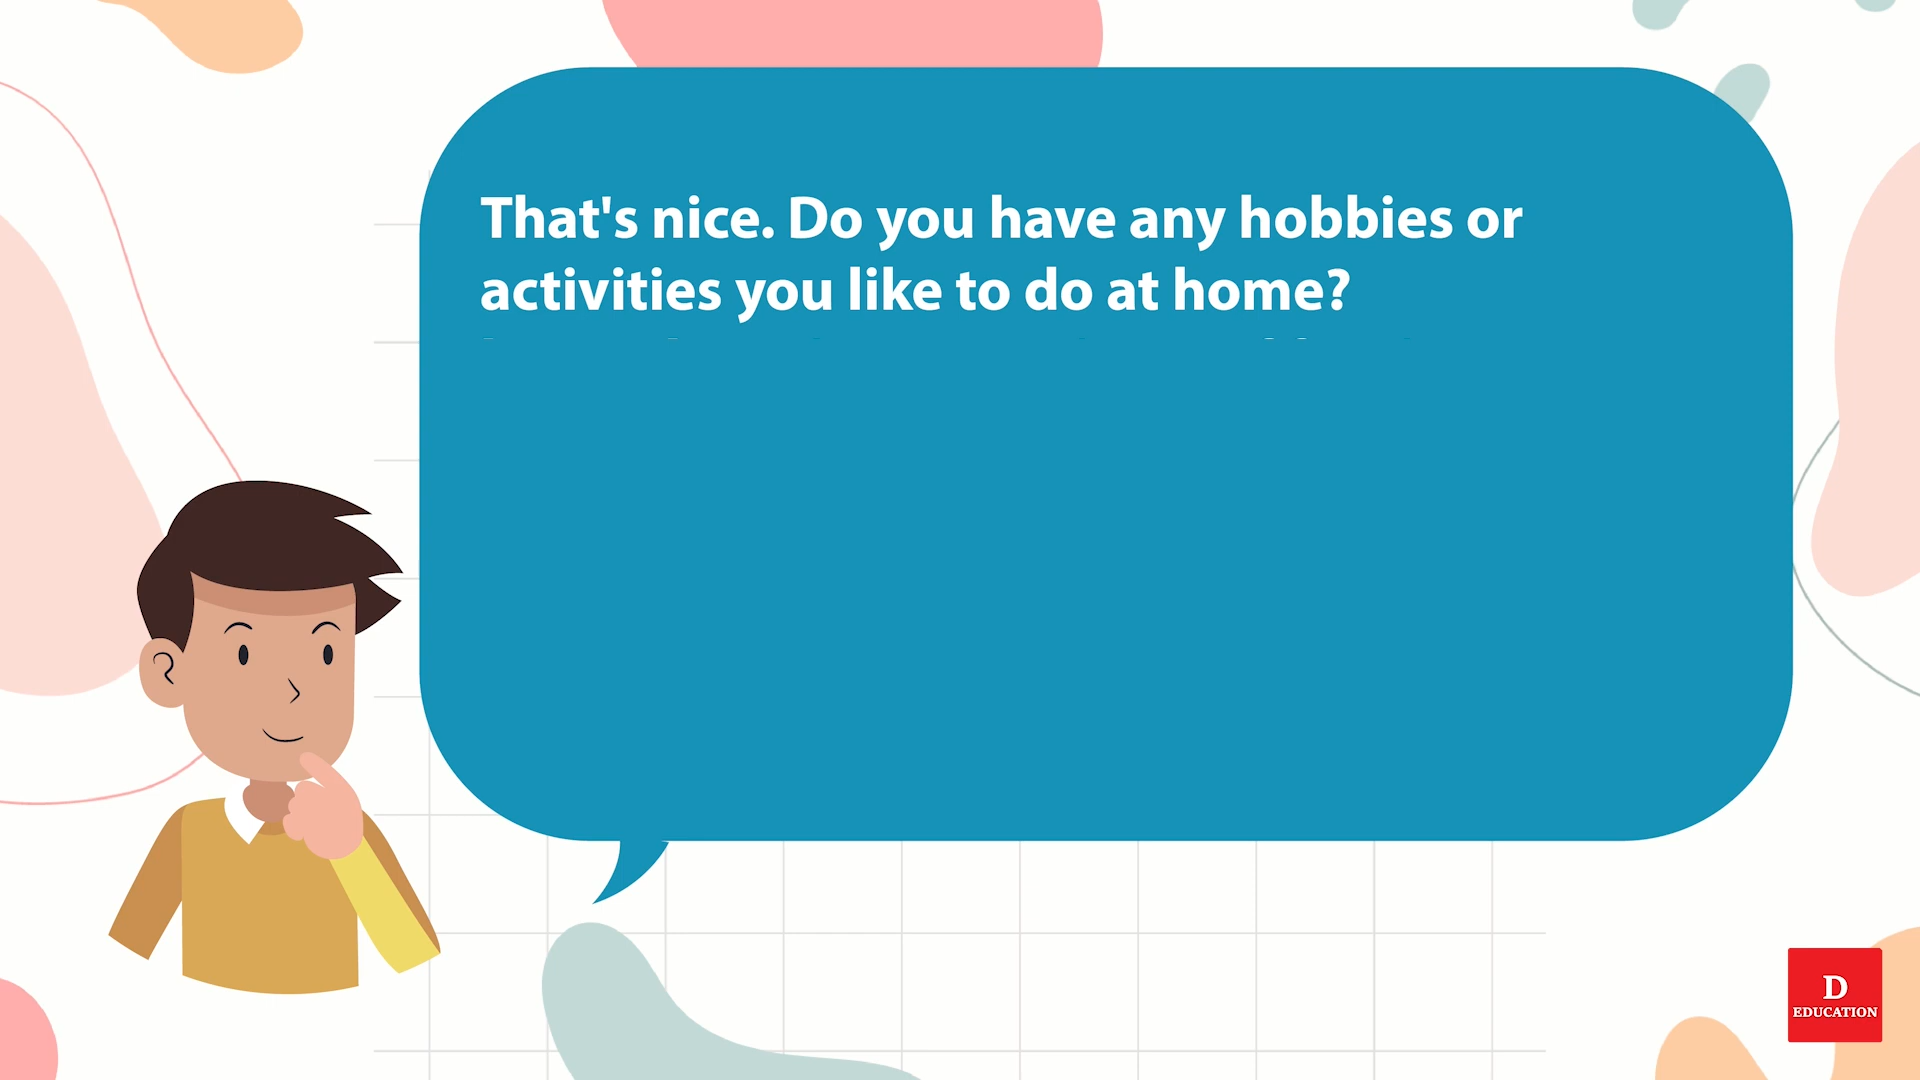 That's nice. Do you have any hobbies or
activities you like to do at home?
D
EDUCATION